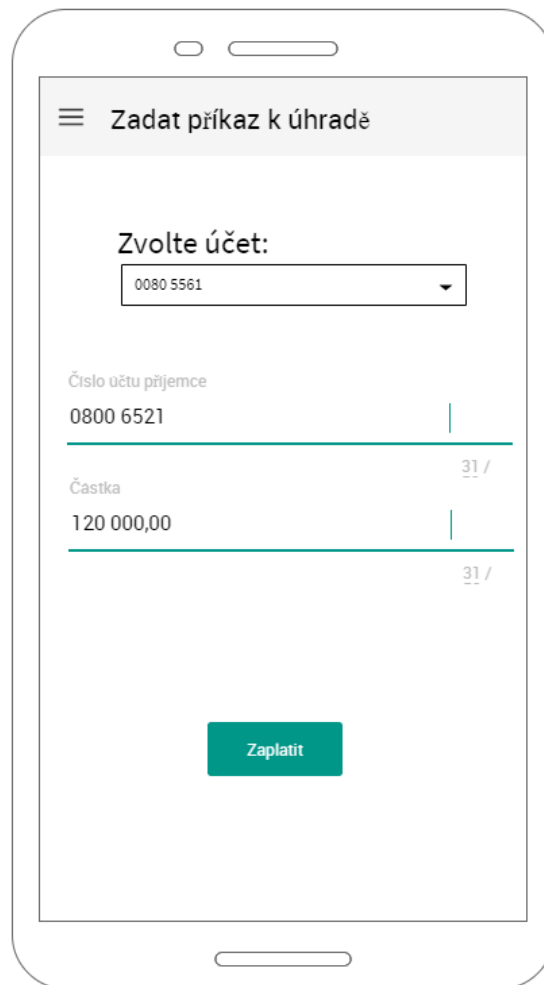 Zadat příkaz k úhradě
Zvolte účet:
0080 5561
Číslo účtu příjemce
0800 6521
31 /
Částka
120 000,00
31 /
Zaplatit